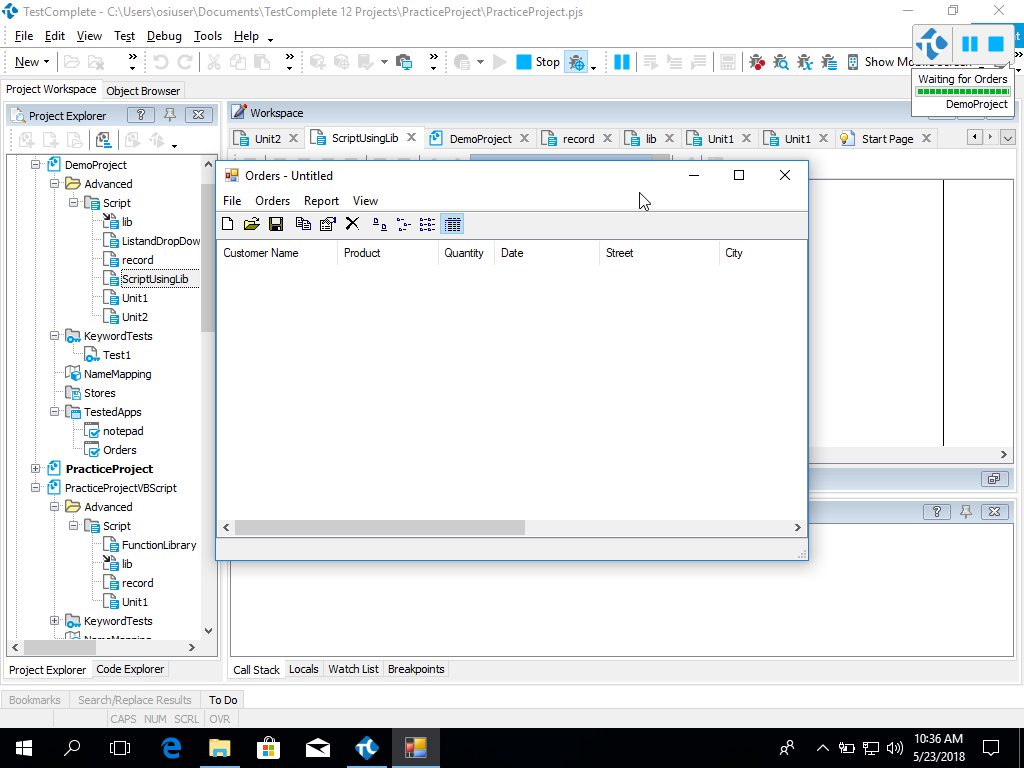 TestComplete - C:\Users\osiuser\Documents\TestComplete 12 Projects\PracticeProject\PracticeProject.pjs
File Edit View Test Debug Tools Help
New Stop Show Mobile Screen
Waiting for Orders
DemoProject
Project Workspace Object Browser
Project Explorer
Workspace
Unit2 ScriptUsingLib DemoProject record lib Unit1 Unit1 Start Page
DemoProject
Advanced
Script
lib
ListandDropDow
record
ScriptUsingLib
Unit1
Unit2
KeywordTests
Test1
NameMapping
Stores
TestedApps
notepad
Orders
PracticeProject
PracticeProjectVBScript
Advanced
Script
FunctionLibrary
lib
record
Unit1
KeywordTests
NameMapping
Orders - Untitled
File Orders Report View
Customer Name Product Quantity Date Street City
Project Explorer Code Explorer
Call Stack Locals Watch List Breakpoints
Bookmarks Search/Replace Results To Do
CAPS NUM SCRL OVR
10:36 AM
5/23/2018